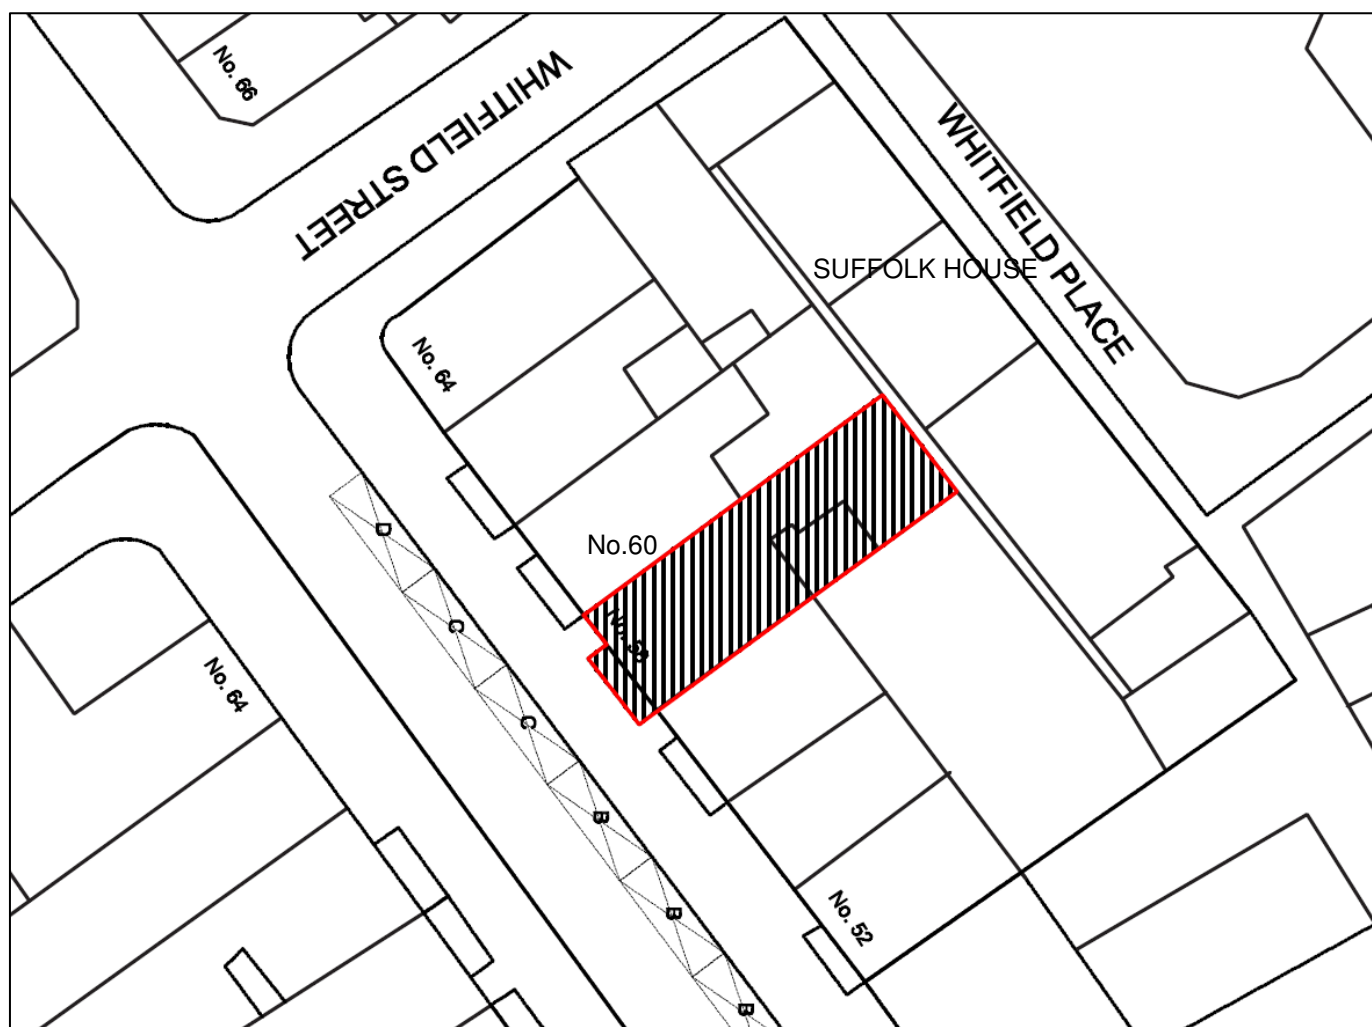 No. 66
WHITFIELD STREET
WHITFIELD PLACE
SUFFOLK HOUSE
No. 64
No.60
D
C
No. 64
C
B
B
No. 52
B